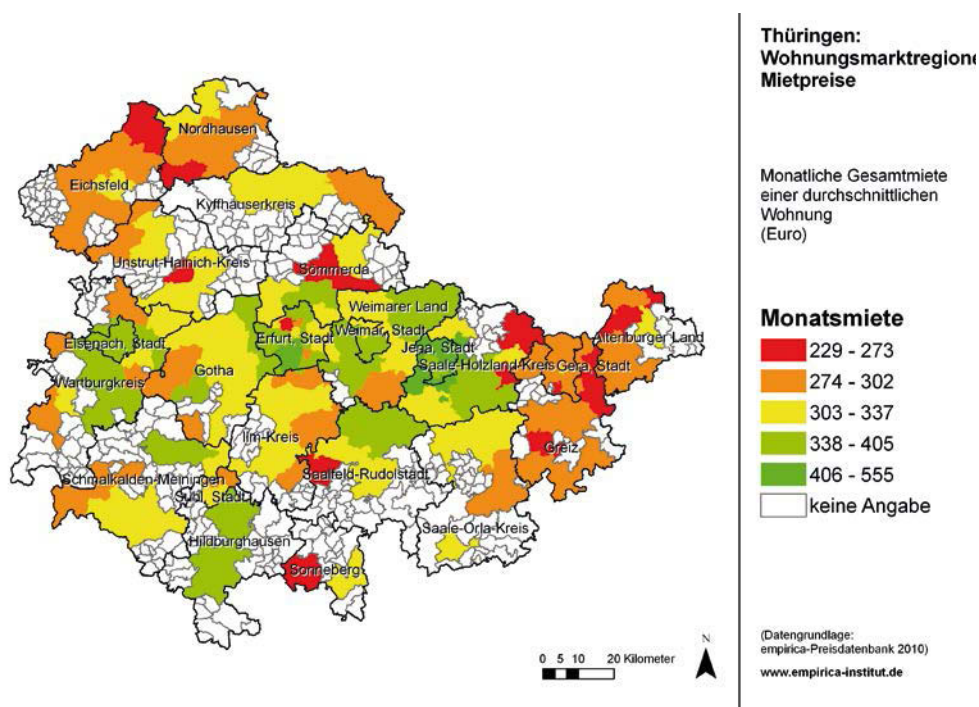 Thüringen:
Wohnungsmarktregione
Mietpreise
Monatliche Gesamtmiete
einer durchschnittlichen
Wohnung
(Euro)
Monatsmiete
229 - 273
274 - 302
303 - 337
338 - 405
406 - 555
keine Angabe
(Datengrundlage:
empirica-Preisdatenbank 2010)
www.empirica-institut.de
Nordhausen
Eichsfeld
Kyffhäuserkreis
Unstrut-Hainich-Kreis
Sömmerda
Weimarer Land
Eisenach, Stadt
Erfurt, Stadt
Weimar, Stadt
Jena, Stadt
Altenburger Land
Wartburgkreis
Gotha
Saale-Holzland-Kreis
Gera, Stadt
Ilm-Kreis
Greiz
Schmalkalden-Meiningen
Saalfeld-Rudolstadt
Suhl, Stadt
Saale-Orla-Kreis
Hildburghausen
Sonneberg
N
0 5 10 20 Kilometer